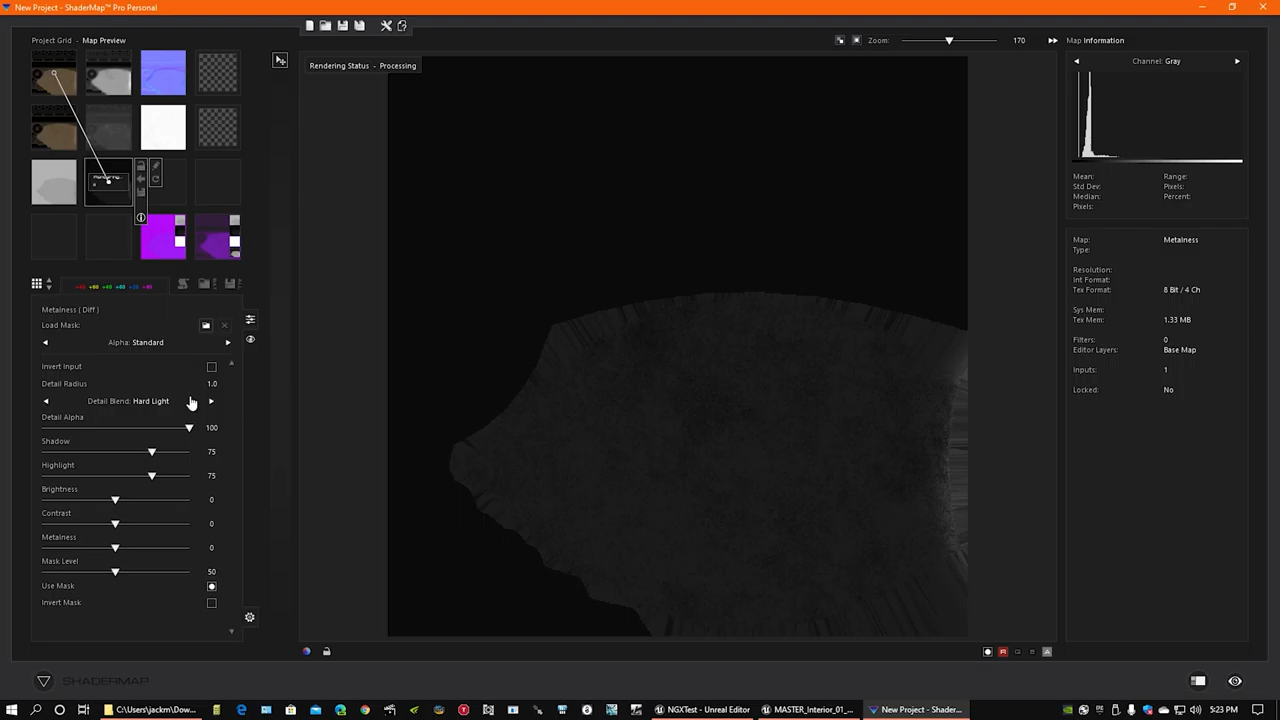 New Project - ShaderMap™ Pro Personal
Project Grid - Map Preview
Zoom:
170
Map Information
Rendering Status - Processing
Channel: Gray
Mean:
Range:
Std Dev:
Pixels:
Median:
Percent:
Pixels:
Map:
Metalness
Type:
Resolution:
Int Format:
Tex Format:
8 Bit / 4 Ch
Sys Mem:
Tex Mem:
1.33 MB
Filters:
0
Editor Layers:
Base Map
Inputs:
1
Locked:
No
Metalness ( Diff )
Load Mask:
Alpha: Standard
Invert Input
Detail Radius
1.0
Detail Blend: Hard Light
Detail Alpha
100
Shadow
75
Highlight
75
Brightness
0
Contrast
0
Metalness
0
Mask Level
50
Use Mask
Invert Mask
SHADERMAP
C:\Users\jackm\Dow...
NGXTest - Unreal Editor
MASTER_Interior_01_...
New Project - Shader...
5:23 PM